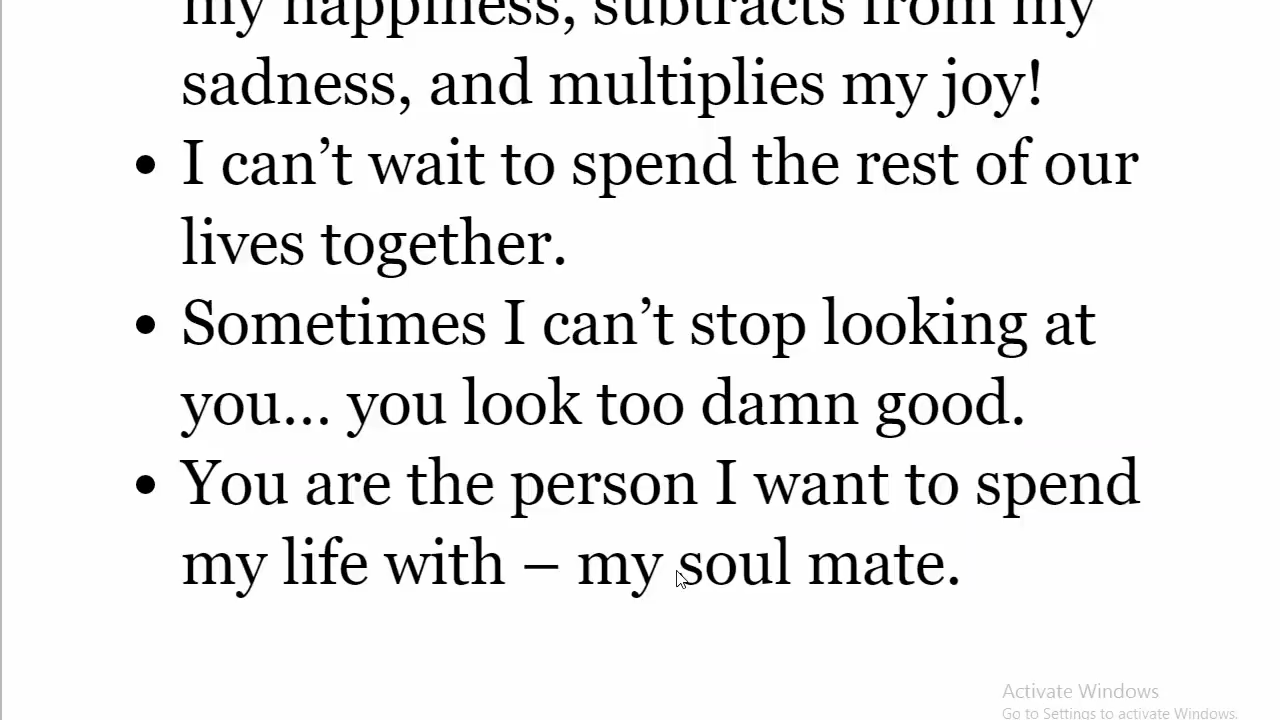 my happiness, subtracts from my
sadness, and multiplies my joy!
• I can’t wait to spend the rest of our
lives together.
• Sometimes I can’t stop looking at
you... you look too damn good.
• You are the person I want to spend
my life with – my soul mate.
Activate Windows
Go to Settings to activate Windows.